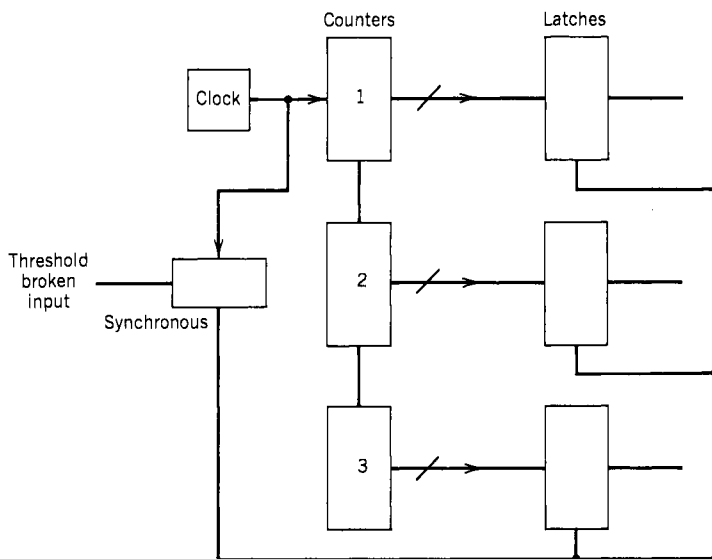 Counters
Latches
Clock
1
2
Threshold
broken
input
Synchronous
3